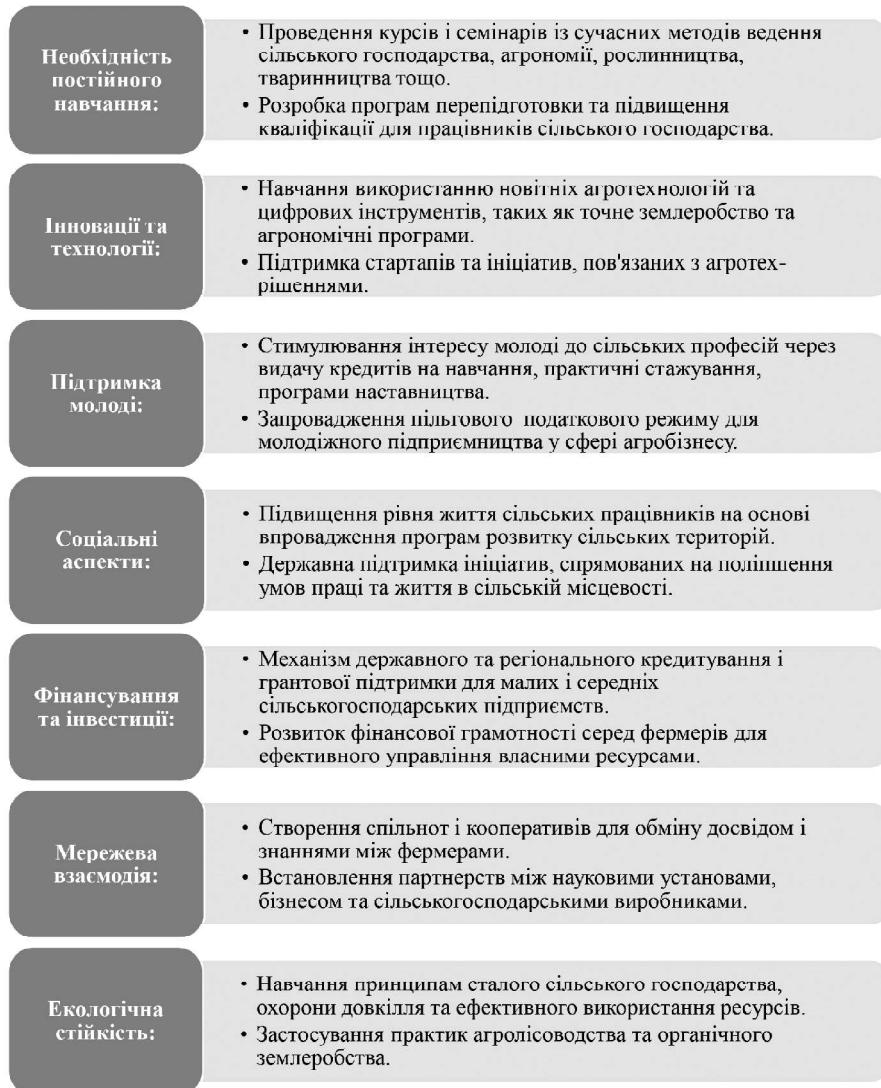 Необхідність
постійного
навчання:
• Проведення курсів і семінарів із сучасних методів ведення
сільського господарства, агрономії, рослинництва,
тваринництва тощо.
• Розробка програм перепідготовки та підвищення
кваліфікації для працівників сільського господарства.
Інновації та
технології:
• Навчання використанню новітніх агротехнологій та
цифрових інструментів, таких як точне землеробство та
агрономічні програми.
• Підтримка стартапів та ініціатив, пов'язаних з агротех-
рішеннями.
Підтримка
молоді:
• Стимулювання інтересу молоді до сільських професій через
видачу кредитів на навчання, практичні стажування,
програми наставництва.
• Запровадження пільгового податкового режиму для
молодіжного підприємництва у сфері агробізнесу.
Соціальні
аспекти:
• Підвищення рівня життя сільських працівників на основі
впровадження програм розвитку сільських територій.
• Державна підтримка ініціатив, спрямованих на поліпшення
умов праці та життя в сільській місцевості.
Фінансування
та інвестиції:
• Механізм державного та регіонального кредитування і
грантової підтримки для малих і середніх
сільськогосподарських підприємств.
• Розвиток фінансової грамотності серед фермерів для
ефективного управління власними ресурсами.
Мережева
взаємодія:
• Створення спільнот і кооперативів для обміну досвідом і
знаннями між фермерами.
• Встановлення партнерств між науковими установами,
бізнесом та сільськогосподарськими виробниками.
Екологічна
стійкість:
• Навчання принципам сталого сільського господарства,
охорони довкілля та ефективного використання ресурсів.
• Застосування практик агролісоводства та органічного
землеробства.